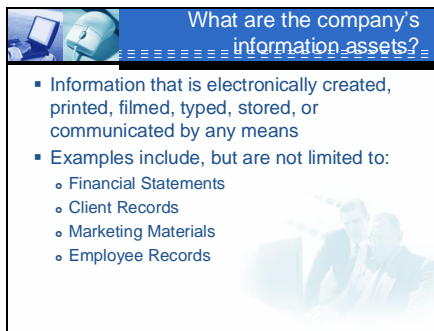 What are the company's
information assets?
▪ Information that is electronically created,
printed, filmed, typed, stored, or
communicated by any means
▪ Examples include, but are not limited to:
o Financial Statements
o Client Records
o Marketing Materials
o Employee Records